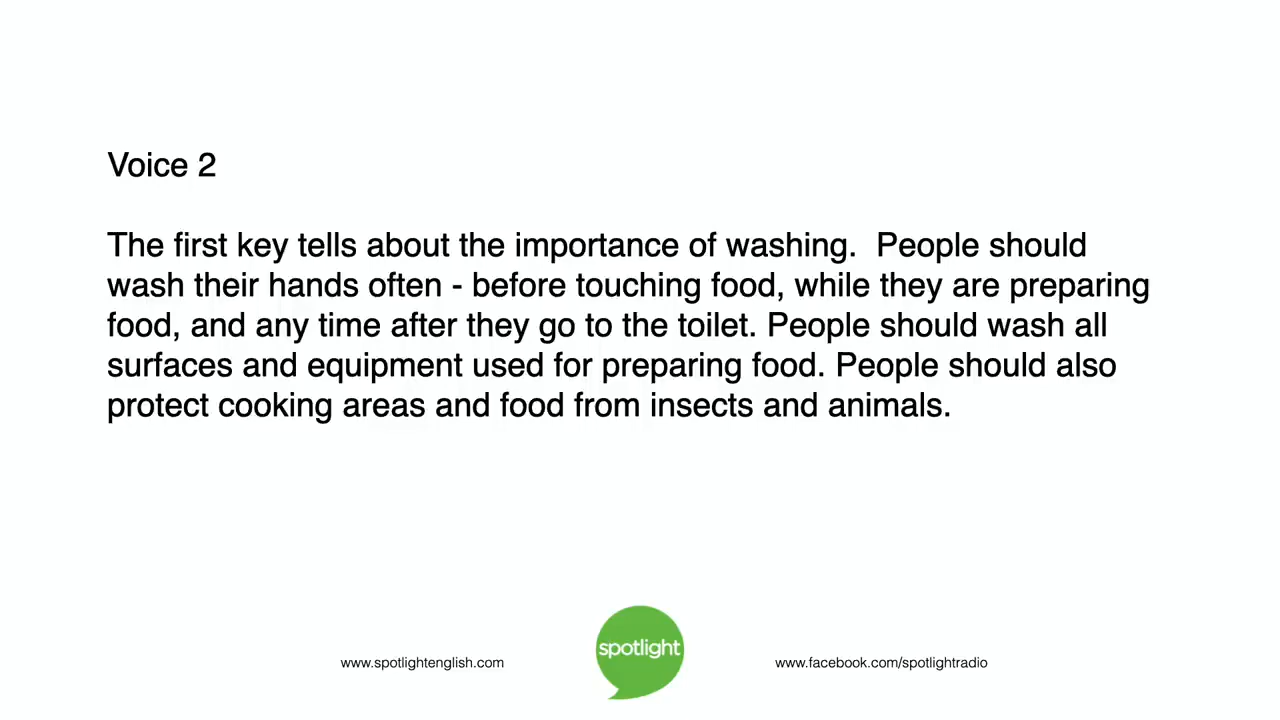 Voice 2
The first key tells about the importance of washing.  People should
wash their hands often - before touching food, while they are preparing
food, and any time after they go to the toilet. People should wash all
surfaces and equipment used for preparing food. People should also
protect cooking areas and food from insects and animals.
www.spotlightenglish.com
spotlight
www.facebook.com/spotlightradio